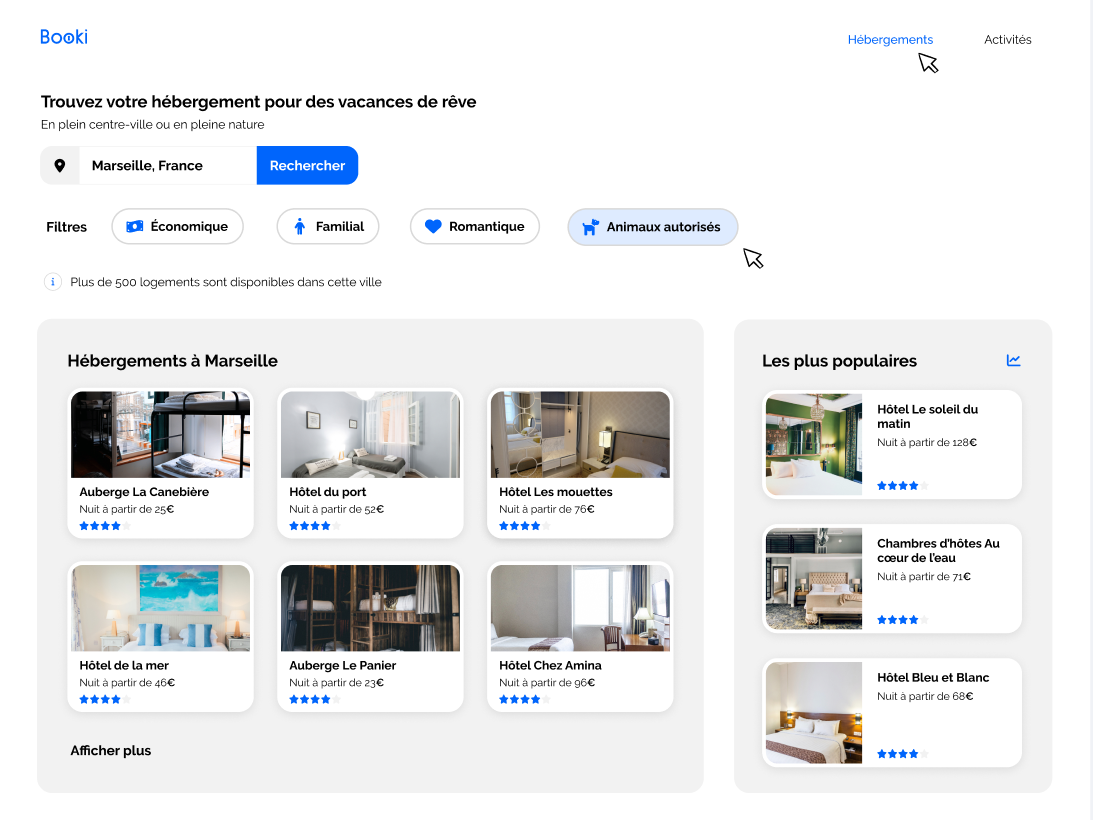 Booki
Hébergements
Activités
Trouvez votre hébergement pour des vacances de rêve
En plein centre-ville ou en pleine nature
Marseille, France
Rechercher
Filtres
Économique
Familial
Romantique
Animaux autorisés
i
Plus de 500 logements sont disponibles dans cette ville
Hébergements à Marseille
Auberge La Canebière
Nuit à partir de 25€
Hôtel du port
Nuit à partir de 52€
Hôtel Les mouettes
Nuit à partir de 76€
Hôtel de la mer
Nuit à partir de 46€
Auberge Le Panier
Nuit à partir de 23€
Hôtel Chez Amina
Nuit à partir de 96€
Afficher plus
Les plus populaires
Hôtel Le soleil du
matin
Nuit à partir de 128€
Chambres d'hôtes Au
cœur de l'eau
Nuit à partir de 71€
Hôtel Bleu et Blanc
Nuit à partir de 68€